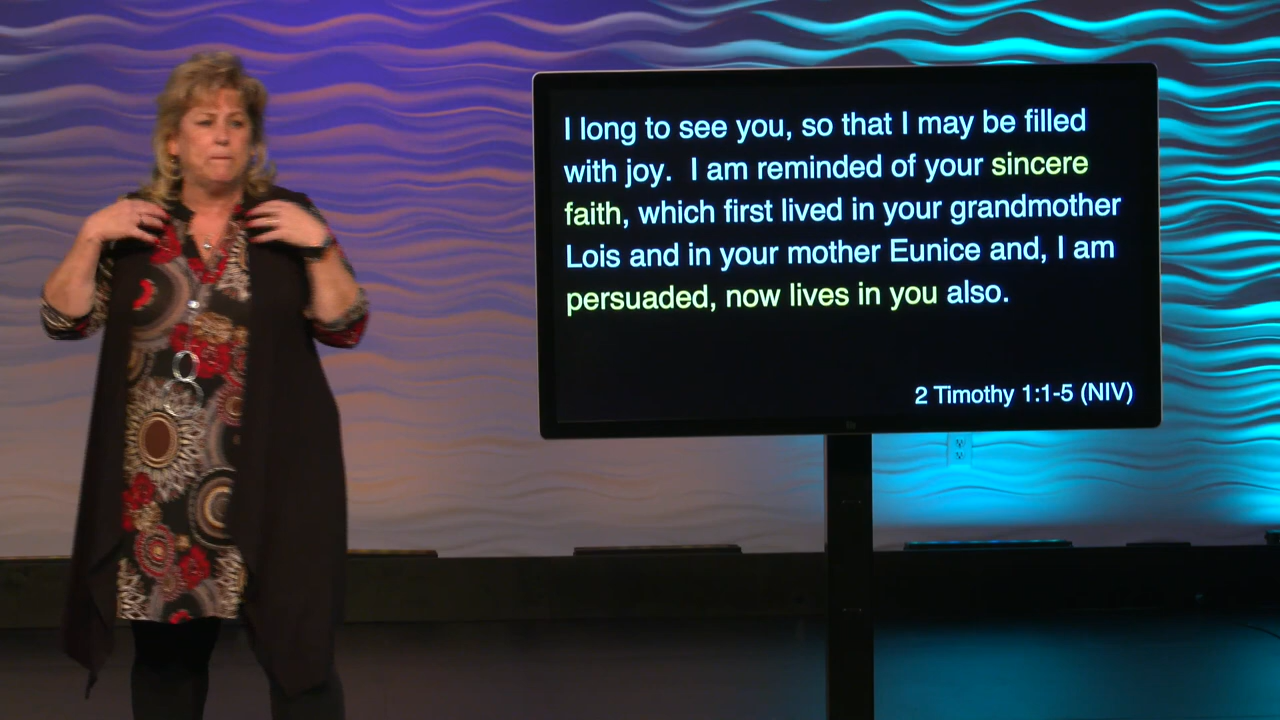 I long to see you, so that I may be filled
with joy.  I am reminded of your sincere
faith, which first lived in your grandmother
Lois and in your mother Eunice and, I am
persuaded, now lives in you also.
2 Timothy 1:1-5 (NIV)